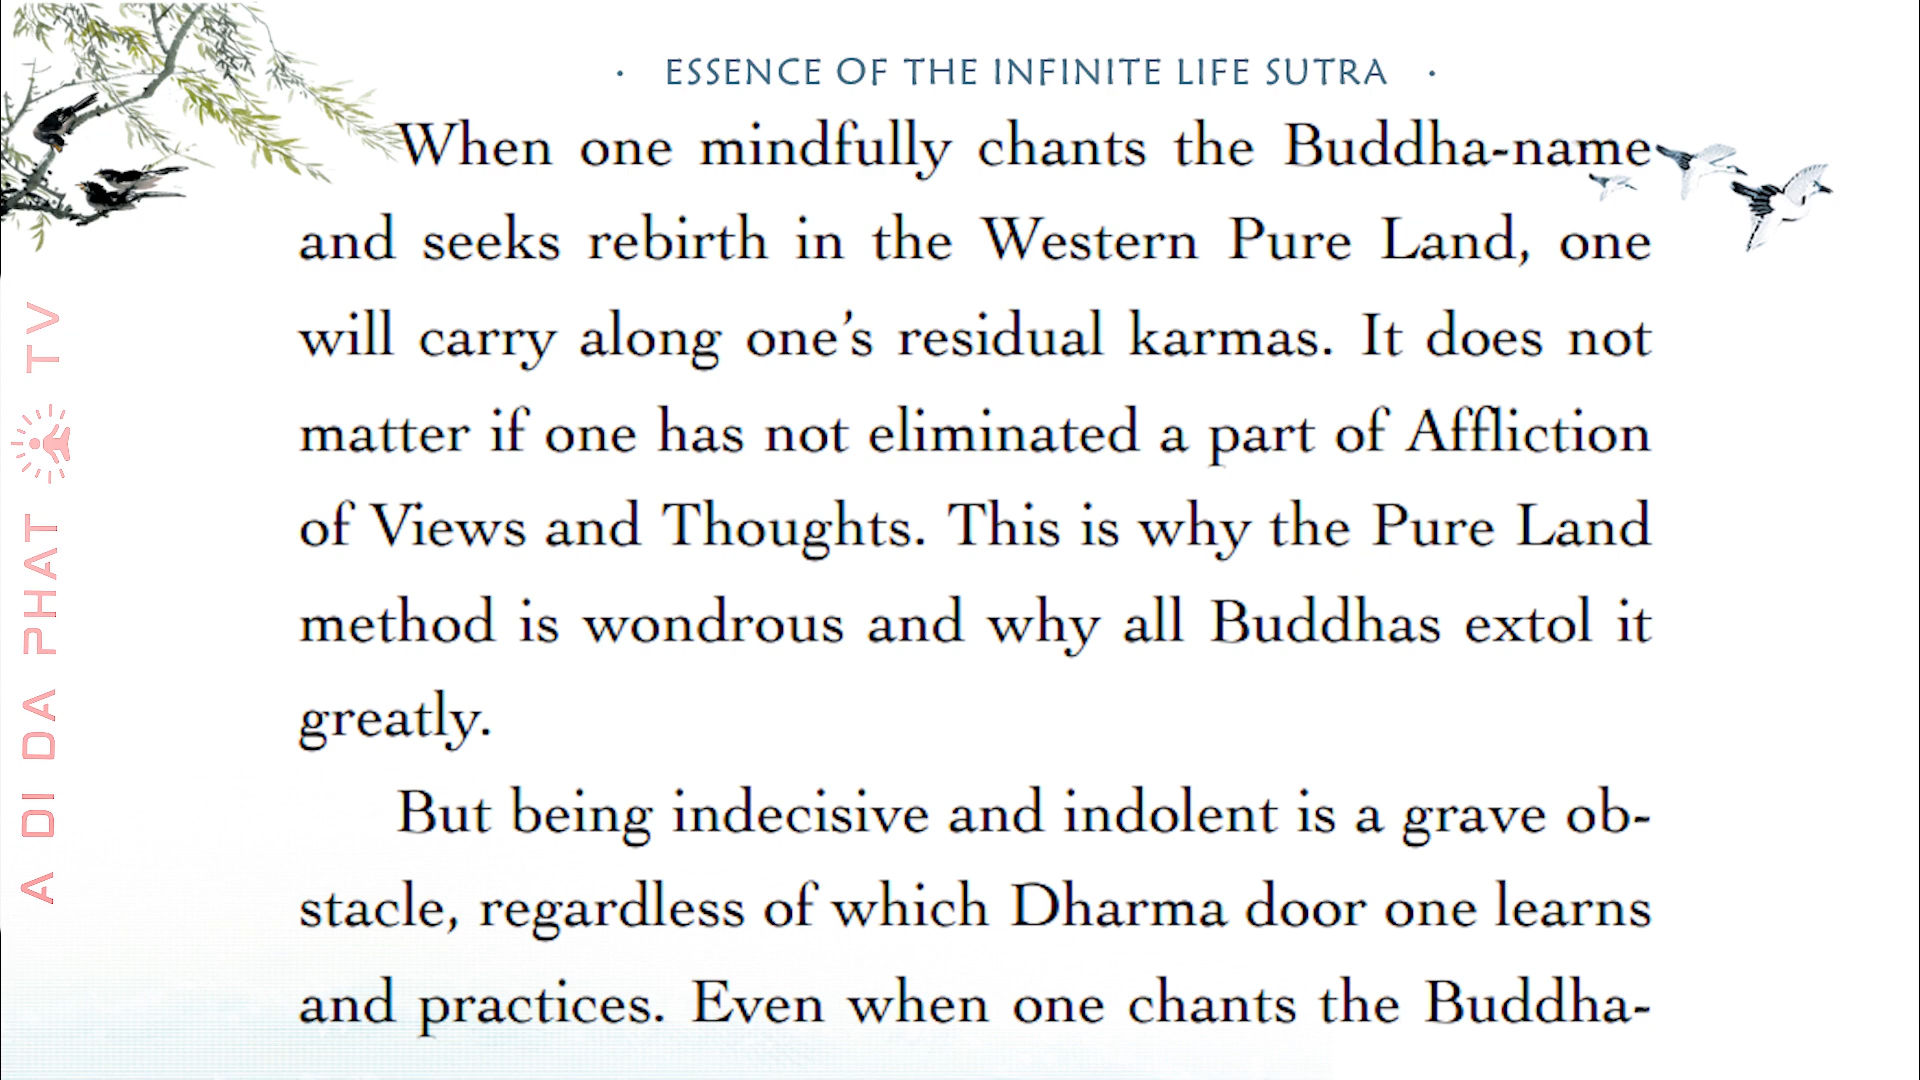 · ESSENCE OF THE INFINITE LIFE SUTRA ·
When one mindfully chants the Buddha-name
and seeks rebirth in the Western Pure Land, one
will carry along one’s residual karmas. It does not
matter if one has not eliminated a part of Affliction
of Views and Thoughts. This is why the Pure Land
method is wondrous and why all Buddhas extol it
greatly.
But being indecisive and indolent is a grave ob-
stacle, regardless of which Dharma door one learns
and practices. Even when one chants the Buddha-
A DI DA PHAT TV